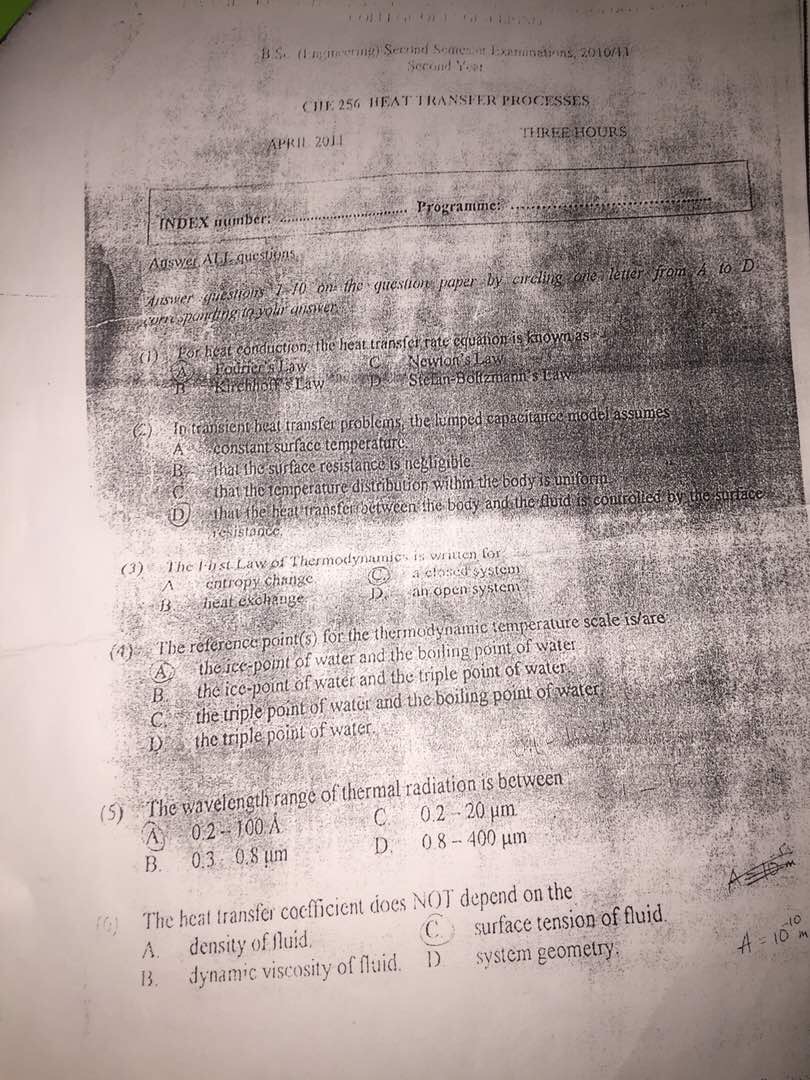 B.Sc. (Engineering) Second Semester Examinations, 2010/11
Second Year
CHE 256 HEAT TRANSFER PROCESSES
APRIL 2011 THREE HOURS
INDEX number: .............................. Programme: ..............................
Answer ALL questions.
Answer questions 1-10 on the question paper by circling one letter from A to D
corresponding to your answer.
(1) For heat conduction, the heat transfer rate equation is known as
A Fourier's Law C Newton's Law
B Kirchhoff's Law D Stefan-Boltzmann's Law
(2) In transient heat transfer problems, the lumped capacitance model assumes
A constant surface temperature.
B that the surface resistance is negligible.
C that the temperature distribution within the body is uniform.
D that the heat transfer between the body and the fluid is controlled by the surface
resistance.
(3) The First Law of Thermodynamics is written for
A entropy change C a closed system
B heat exchange D. an open system
(4) The reference point(s) for the thermodynamic temperature scale is/are
A the ice-point of water and the boiling point of water
B. the ice-point of water and the triple point of water.
C. the triple point of water and the boiling point of water.
D the triple point of water.
(5) The wavelength range of thermal radiation is between
A 0.2 - 100 Å C. 0.2 - 20 µm.
B. 0.3 - 0.8 µm D. 0.8 - 400 µm
(6) The heat transfer coefficient does NOT depend on the
A. density of fluid. C. surface tension of fluid.
B. dynamic viscosity of fluid. D system geometry.
A = 10⁻¹⁰ m